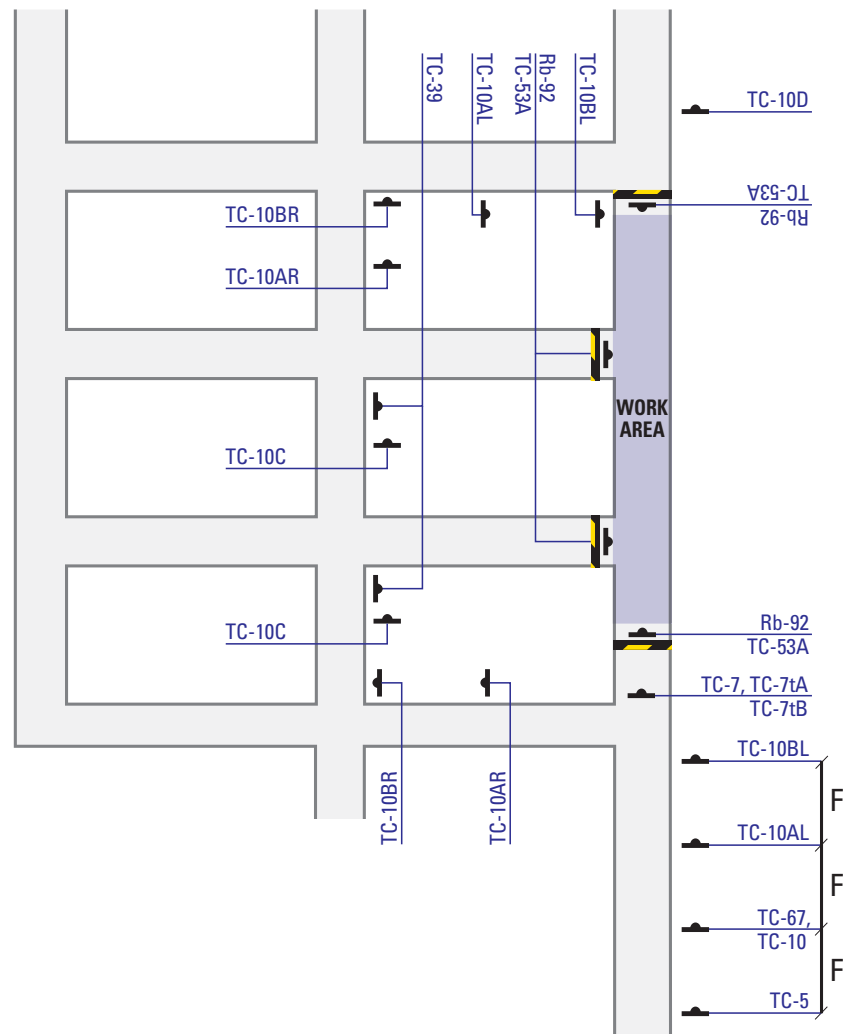 TC-39
TC-10AL
Rb-92
TC-53A
TC-10BL
TC-10D
TC-53A
Rb-92
TC-10BR
TC-10AR
WORK
AREA
TC-10C
TC-10C
Rb-92
TC-53A
TC-7, TC-7tA
TC-7tB
TC-10BR
TC-10AR
TC-10BL
F
TC-10AL
F
TC-67,
TC-10
F
TC-5